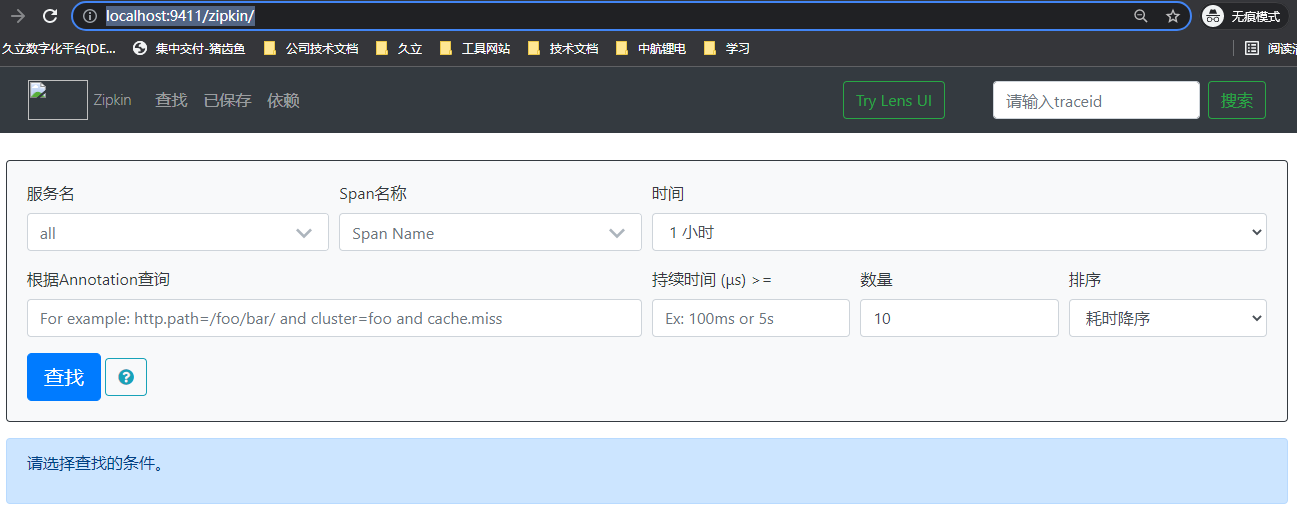 localhost:9411/zipkin/
无痕模式
久立数字化平台(DE...
集中交付-猪齿鱼
公司技术文档
久立
工具网站
技术文档
中航锂电
学习
阅读清
Zipkin
查找
已保存
依赖
Try Lens UI
请输入traceid
搜索
服务名
Span名称
时间
all
Span Name
1 小时
根据Annotation查询
持续时间 (μs) >=
数量
排序
For example: http.path=/foo/bar/ and cluster=foo and cache.miss
Ex: 100ms or 5s
10
耗时降序
查找
?
请选择查找的条件。